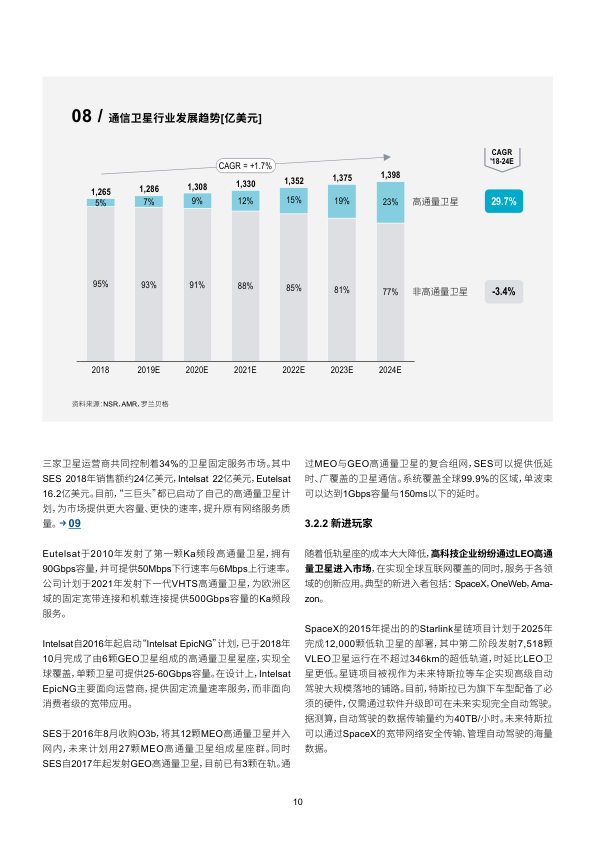 08 / 通信卫星行业发展趋势[亿美元]
CAGR
'18-24E
CAGR = +1.7%
1,265
1,286
1,308
1,330
1,352
1,375
1,398
5%
7%
9%
12%
15%
19%
23%
高通量卫星
29.7%
95%
93%
91%
88%
85%
81%
77%
非高通量卫星
-3.4%
2018
2019E
2020E
2021E
2022E
2023E
2024E
资料来源：NSR，AMR，罗兰贝格
三家卫星运营商共同控制着34%的卫星固定服务市场。其中
SES 2018年销售额约24亿美元，Intelsat 22亿美元，Eutelsat
16.2亿美元。目前，“三巨头”都已启动了自己的高通量卫星计
划，为市场提供更大容量、更快的速率，提升原有网络服务质
量。→ 09
Eutelsat于2010年发射了第一颗Ka频段高通量卫星，拥有
90Gbps容量，并可提供50Mbps下行速率与6Mbps上行速率。
公司计划于2021年发射下一代VHTS高通量卫星，为欧洲区
域的固定宽带连接和机载连接提供500Gbps容量的Ka频段
服务。
Intelsat自2016年起启动“Intelsat EpicNG”计划，已于2018年
10月完成了由6颗GEO卫星组成的高通量卫星星座，实现全
球覆盖，单颗卫星可提供25-60Gbps容量。在设计上，Intelsat
EpicNG主要面向运营商，提供固定流量速率服务，而非面向
消费者级的宽带应用。
SES于2016年8月收购O3b，将其12颗MEO高通量卫星并入
网内，未来计划用27颗MEO高通量卫星组成星座群。同时
SES自2017年起发射GEO高通量卫星，目前已有3颗在轨。通
过MEO与GEO高通量卫星的复合组网，SES可以提供低延
时、广覆盖的卫星通信。系统覆盖全球99.9%的区域，单波束
可以达到1Gbps容量与150ms以下的延时。
3.2.2 新进玩家
随着低轨星座的成本大大降低，高科技企业纷纷通过LEO高通
量卫星进入市场，在实现全球互联网覆盖的同时，服务于各领
域的创新应用。典型的新进入者包括：SpaceX，OneWeb，Ama-
zon。
SpaceX的2015年提出的的Starlink星链项目计划于2025年
完成12,000颗低轨卫星的部署，其中第二阶段发射7,518颗
VLEO卫星运行在不超过346km的超低轨道，时延比LEO卫
星更低。星链项目被视作为未来特斯拉等车企实现高级自动
驾驶大规模落地的铺路。目前，特斯拉已为旗下车型配备了必
须的硬件，仅需通过软件升级即可在未来实现完全自动驾驶。
据测算，自动驾驶的数据传输量约为40TB/小时。未来特斯拉
可以通过SpaceX的宽带网络安全传输、管理自动驾驶的海量
数据。
10